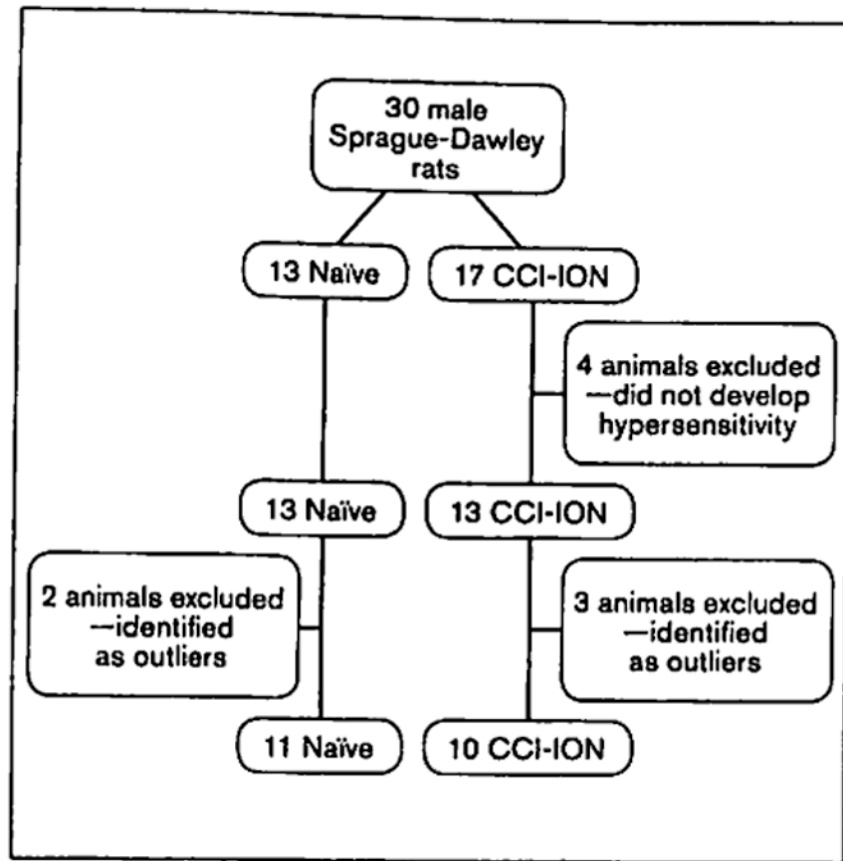 30 male
Sprague-Dawley
rats
13 Naïve
17 CCI-ION
4 animals excluded
—did not develop
hypersensitivity
13 Naïve
13 CCI-ION
2 animals excluded
—identified
as outliers
3 animals excluded
—identified
as outliers
11 Naïve
10 CCI-ION